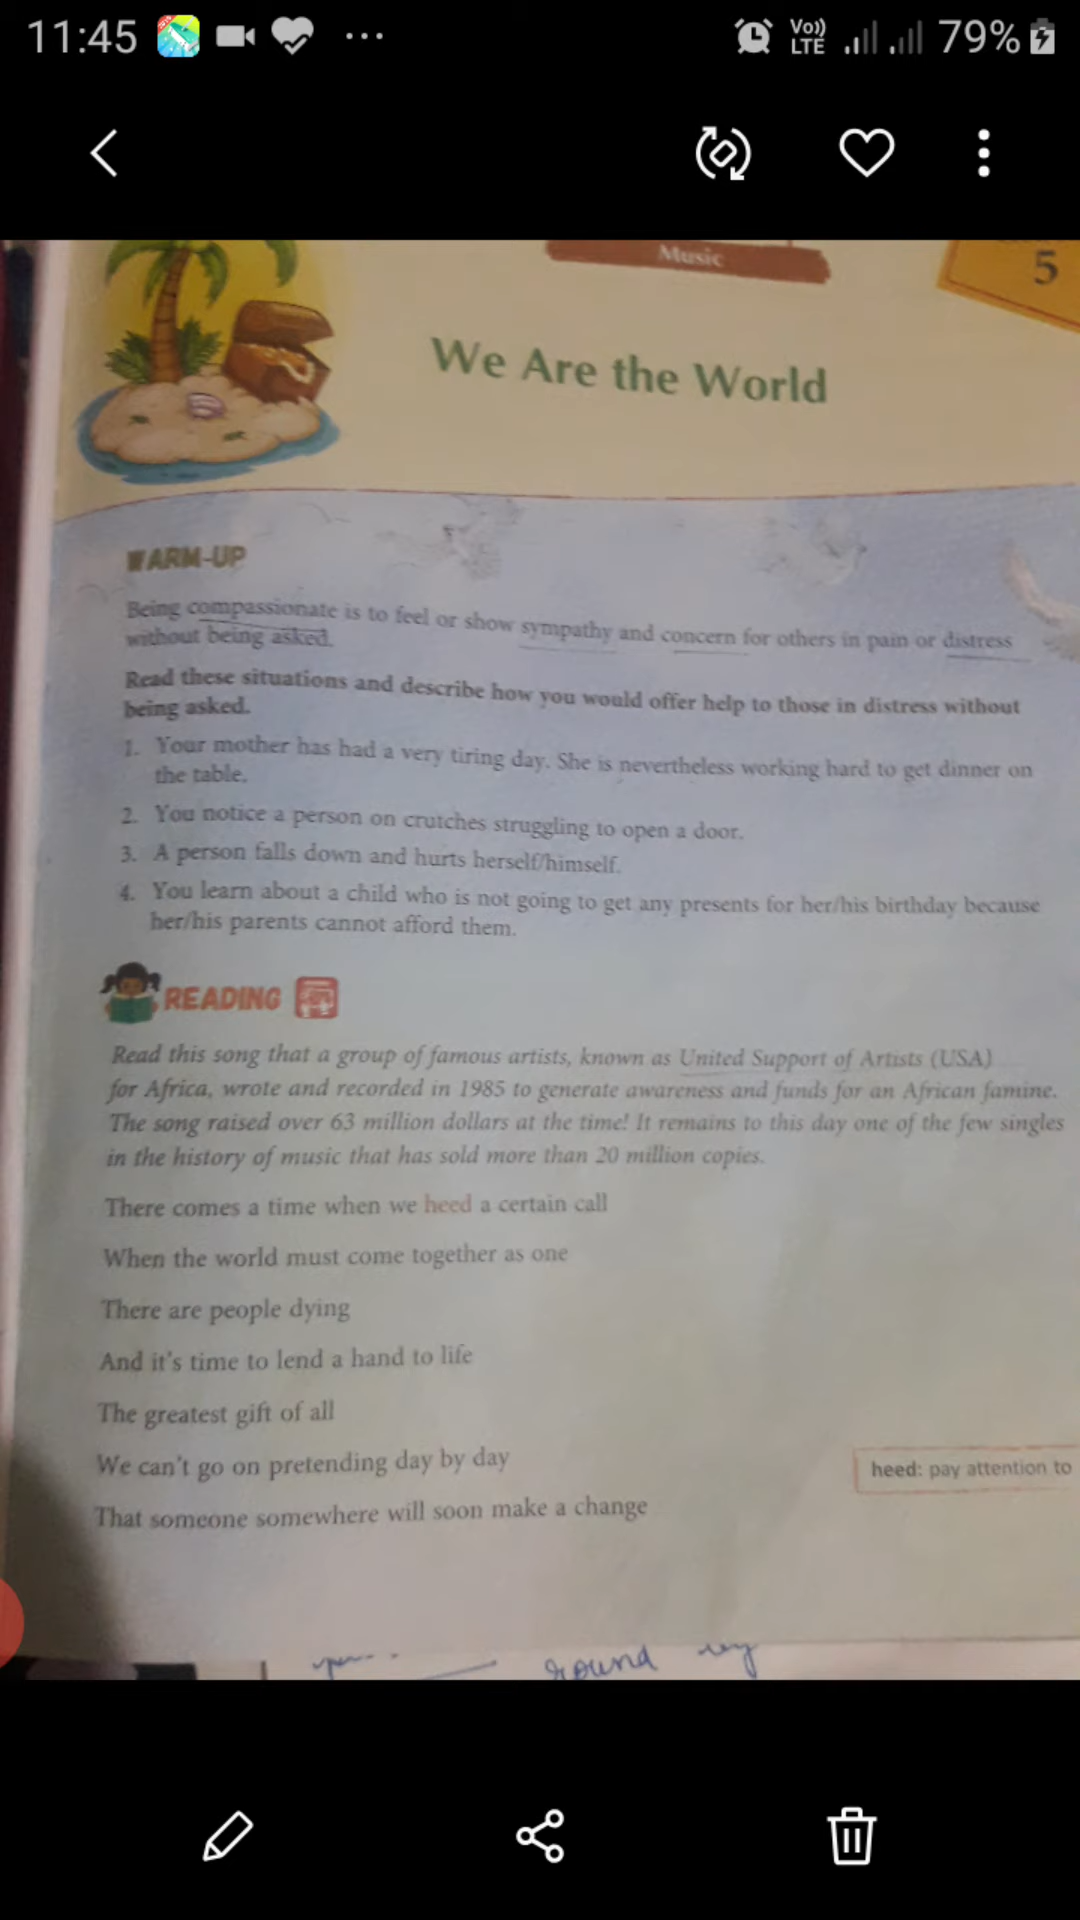 11:45 Vo)) LTE 79%
Music
5
We Are the World
WARM-UP
Being compassionate is to feel or show sympathy and concern for others in pain or distress
without being asked.
Read these situations and describe how you would offer help to those in distress without
being asked.
1. Your mother has had a very tiring day. She is nevertheless working hard to get dinner on
the table.
2. You notice a person on crutches struggling to open a door.
3. A person falls down and hurts herself/himself.
4. You learn about a child who is not going to get any presents for her/his birthday because
her/his parents cannot afford them.
READING
Read this song that a group of famous artists, known as United Support of Artists (USA)
for Africa, wrote and recorded in 1985 to generate awareness and funds for an African famine.
The song raised over 63 million dollars at the time! It remains to this day one of the few singles
in the history of music that has sold more than 20 million copies.
There comes a time when we heed a certain call
When the world must come together as one
There are people dying
And it's time to lend a hand to life
The greatest gift of all
We can't go on pretending day by day
heed: pay attention to
That someone somewhere will soon make a change
round